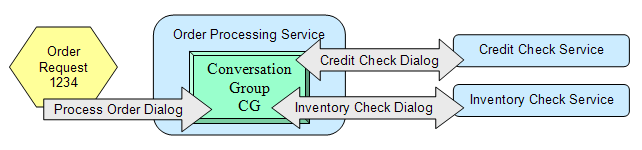 Order
Request
1234
Order Processing Service
Conversation
Group
CG
Credit Check Dialog
Credit Check Service
Process Order Dialog
Inventory Check Dialog
Inventory Check Service